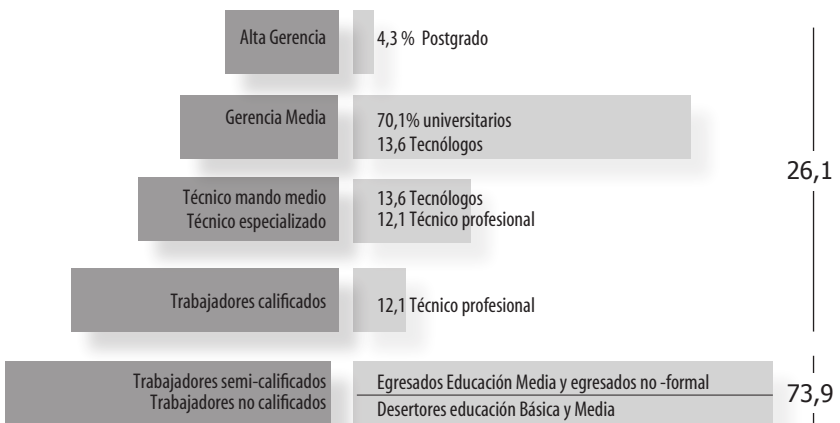 Alta Gerencia
4,3 % Postgrado
Gerencia Media
70,1% universitarios
13,6 Tecnólogos
26,1
Técnico mando medio
Técnico especializado
13,6 Tecnólogos
12,1 Técnico profesional
Trabajadores calificados
12,1 Técnico profesional
Trabajadores semi-calificados
Trabajadores no calificados
Egresados Educación Media y egresados no -formal
Desertores educación Básica y Media
73,9